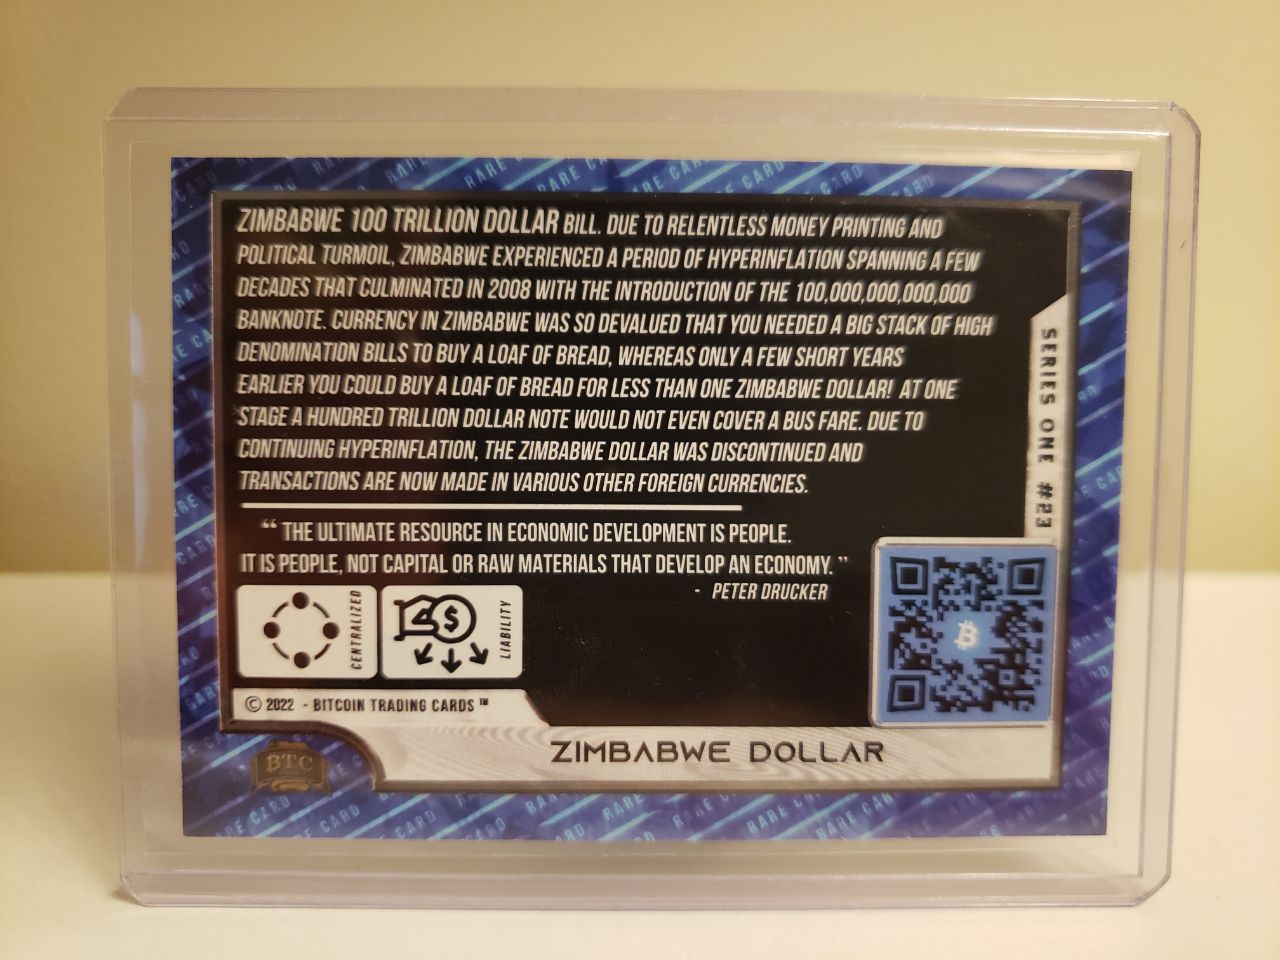 ZIMBABWE 100 TRILLION DOLLAR BILL. DUE TO RELENTLESS MONEY PRINTING AND
POLITICAL TURMOIL, ZIMBABWE EXPERIENCED A PERIOD OF HYPERINFLATION SPANNING A FEW
DECADES THAT CULMINATED IN 2008 WITH THE INTRODUCTION OF THE 100,000,000,000,000
BANKNOTE. CURRENCY IN ZIMBABWE WAS SO DEVALUED THAT YOU NEEDED A BIG STACK OF HIGH
DENOMINATION BILLS TO BUY A LOAF OF BREAD, WHEREAS ONLY A FEW SHORT YEARS
EARLIER YOU COULD BUY A LOAF OF BREAD FOR LESS THAN ONE ZIMBABWE DOLLAR! AT ONE
STAGE A HUNDRED TRILLION DOLLAR NOTE WOULD NOT EVEN COVER A BUS FARE. DUE TO
CONTINUING HYPERINFLATION, THE ZIMBABWE DOLLAR WAS DISCONTINUED AND
TRANSACTIONS ARE NOW MADE IN VARIOUS OTHER FOREIGN CURRENCIES.
SERIES ONE #23
“ THE ULTIMATE RESOURCE IN ECONOMIC DEVELOPMENT IS PEOPLE.
IT IS PEOPLE, NOT CAPITAL OR RAW MATERIALS THAT DEVELOP AN ECONOMY. ”
- PETER DRUCKER
CENTRALIZED
LIABILITY
© 2022 - BITCOIN TRADING CARDS™
ZIMBABWE DOLLAR
BTC
RARE CARD